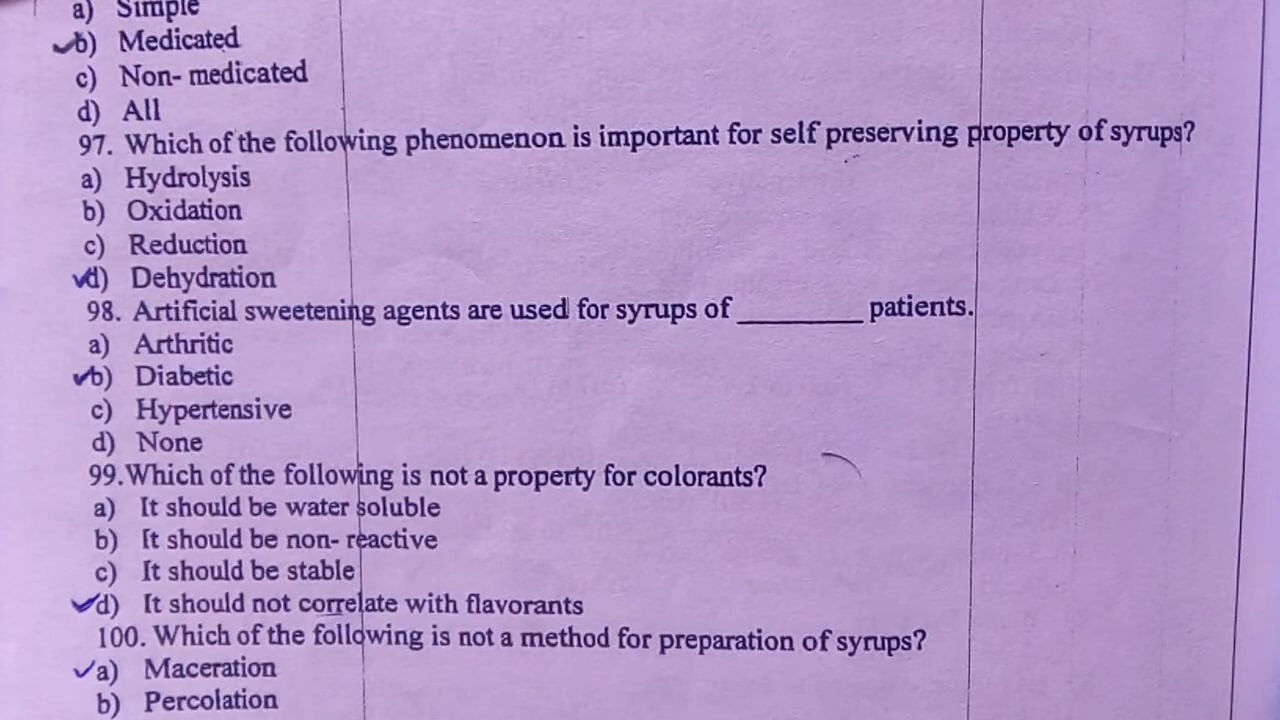 a) Simple
b) Medicated
c) Non- medicated
d) All
97. Which of the following phenomenon is important for self preserving property of syrups?
a) Hydrolysis
b) Oxidation
c) Reduction
d) Dehydration
98. Artificial sweetening agents are used for syrups of _________ patients.
a) Arthritic
b) Diabetic
c) Hypertensive
d) None
99. Which of the following is not a property for colorants?
a) It should be water soluble
b) It should be non- reactive
c) It should be stable
d) It should not correlate with flavorants
100. Which of the following is not a method for preparation of syrups?
a) Maceration
b) Percolation